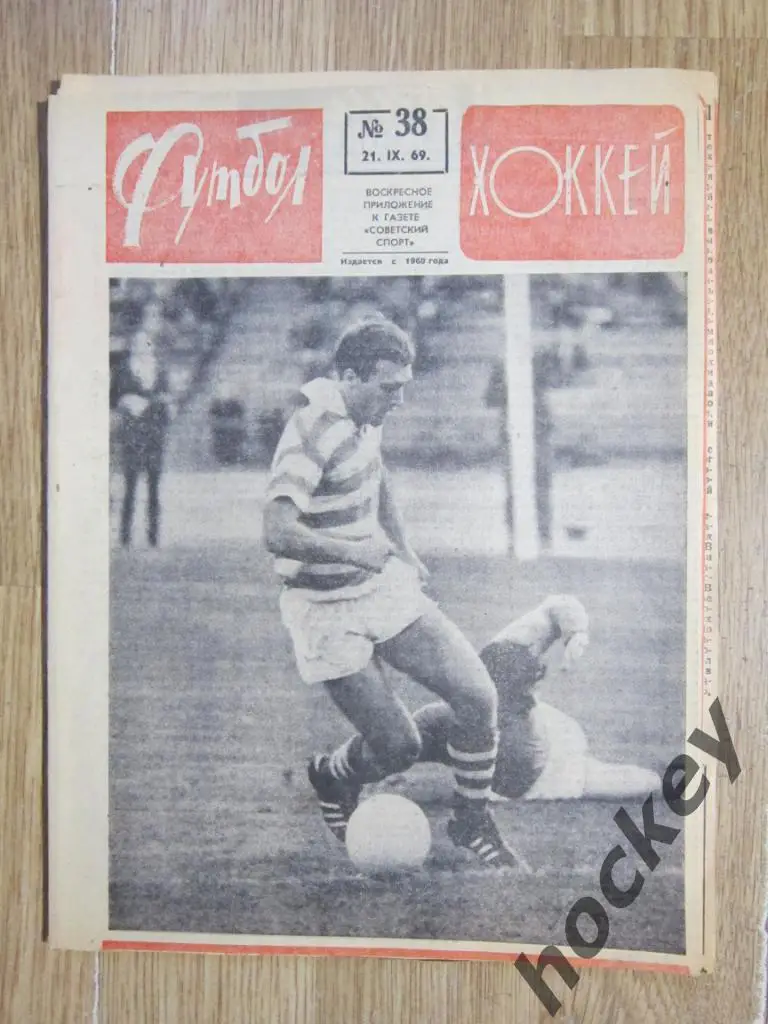 Футбол
№ 38
21. IX. 69.
ВОСКРЕСНОЕ
ПРИЛОЖЕНИЕ
К ГАЗЕТЕ
«СОВЕТСКИЙ
СПОРТ»
Издается с 1960 года
ХОККЕЙ
hockey